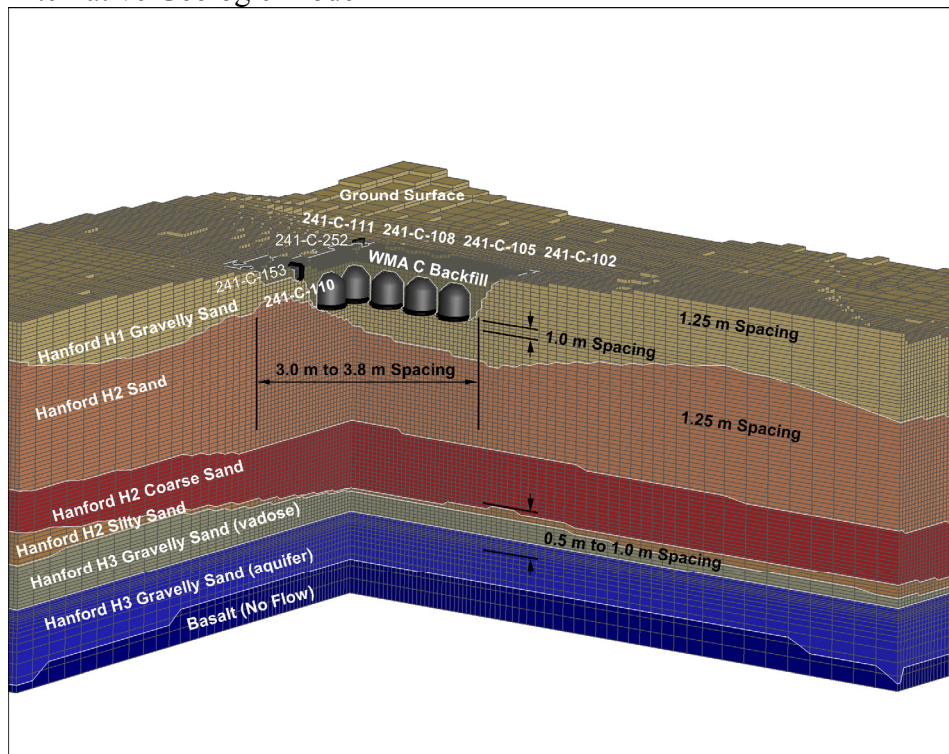 Ground Surface
241-C-111 241-C-108 241-C-105 241-C-102
241-C-252
WMA C Backfill
241-C-153
241-C-110
Hanford H1 Gravelly Sand
1.25 m Spacing
1.0 m Spacing
3.0 m to 3.8 m Spacing
Hanford H2 Sand
1.25 m Spacing
Hanford H2 Coarse Sand
Hanford H2 Silty Sand
0.5 m to 1.0 m Spacing
Hanford H3 Gravelly Sand (vadose)
Hanford H3 Gravelly Sand (aquifer)
Basalt (No Flow)